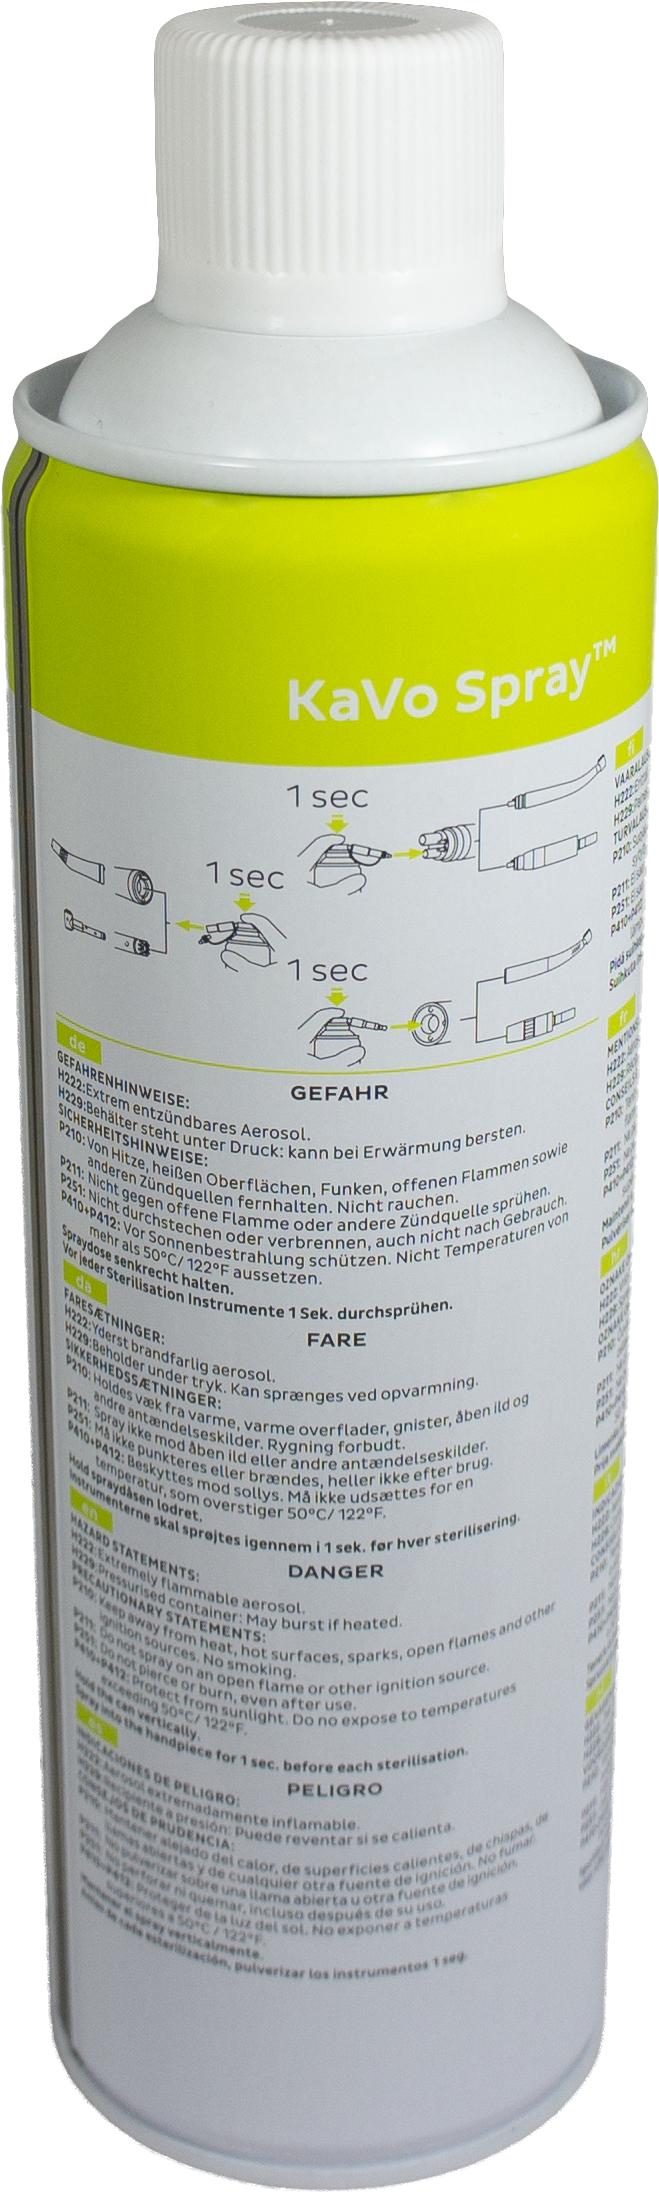 KaVo Spray™
1 sec
1 sec
1 sec
de
GEFAHR
GEFAHRENHINWEISE:
H222:Extrem entzündbares Aerosol.
H229:Behälter steht unter Druck: kann bei Erwärmung bersten.
SICHERHEITSHINWEISE:
P210: Von Hitze, heißen Oberflächen, Funken, offenen Flammen sowie
anderen Zündquellen fernhalten. Nicht rauchen.
P211: Nicht gegen offene Flamme oder andere Zündquelle sprühen.
P251: Nicht durchstechen oder verbrennen, auch nicht nach Gebrauch.
P410+P412: Vor Sonnenbestrahlung schützen. Nicht Temperaturen von
mehr als 50°C/ 122°F aussetzen.
Spraydose senkrecht halten.
Vor jeder Sterilisation Instrumente 1 Sek. durchsprühen.
da
FARE
FARESÆTNINGER:
H222:Yderst brandfarlig aerosol.
H229:Beholder under tryk. Kan sprænges ved opvarmning.
SIKKERHEDSSÆTNINGER:
P210: Holdes væk fra varme, varme overflader, gnister, åben ild og
andre antændelseskilder. Rygning forbudt.
P211: Spray ikke mod åben ild eller andre antændelseskilder.
P251: Må ikke punkteres eller brændes, heller ikke efter brug.
P410+P412: Beskyttes mod sollys. Må ikke udsættes for en
temperatur, som overstiger 50°C/ 122°F.
Hold spraydåsen lodret.
Instrumenterne skal sprøjtes igennem i 1 sek. før hver sterilisering.
en
DANGER
HAZARD STATEMENTS:
H222:Extremely flammable aerosol.
H229:Pressurised container: May burst if heated.
PRECAUTIONARY STATEMENTS:
P210: Keep away from heat, hot surfaces, sparks, open flames and other
ignition sources. No smoking.
P211: Do not spray on an open flame or other ignition source.
P251: Do not pierce or burn, even after use.
P410+P412: Protect from sunlight. Do no expose to temperatures
exceeding 50°C/ 122°F.
Hold the can vertically.
Spray into the handpiece for 1 sec. before each sterilisation.
es
PELIGRO
INDICACIONES DE PELIGRO:
H222:Aerosol extremadamente inflamable.
H229:Recipiente a presión: Puede reventar si se calienta.
CONSEJOS DE PRUDENCIA:
P210: Mantener alejado del calor, de superficies calientes, de chispas, de
llamas abiertas y de cualquier otra fuente de ignición. No fumar.
P211: No pulverizar sobre una llama abierta u otra fuente de ignición.
P251: No perforar ni quemar, incluso después de su uso.
P410+P412: Proteger de la luz del sol. No exponer a temperaturas
superiores a 50°C / 122°F.
Mantener el spray verticalmente.
Antes de cada esterilización, pulverizar los instrumentos 1 seg.
fi
H222:
H229:
P210:
P211:
P251:
P410+P412
fr
H222:
P210:
P211:
P251:
hr